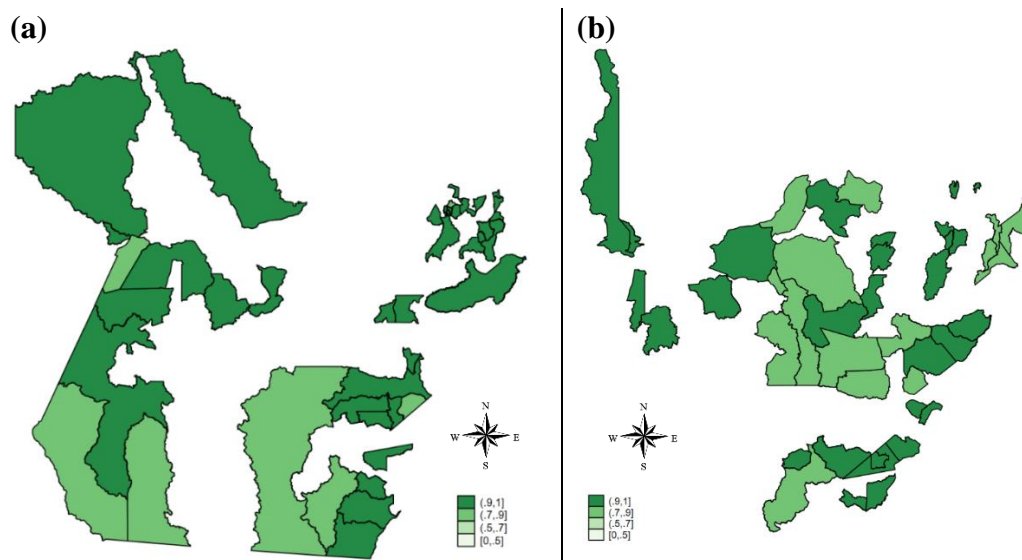 (a)
N
W E
S
(.9,1]
(.7,.9]
(.5,.7]
[0,.5]
(b)
N
W E
S
(.9,1]
(.7,.9]
(.5,.7]
[0,.5]